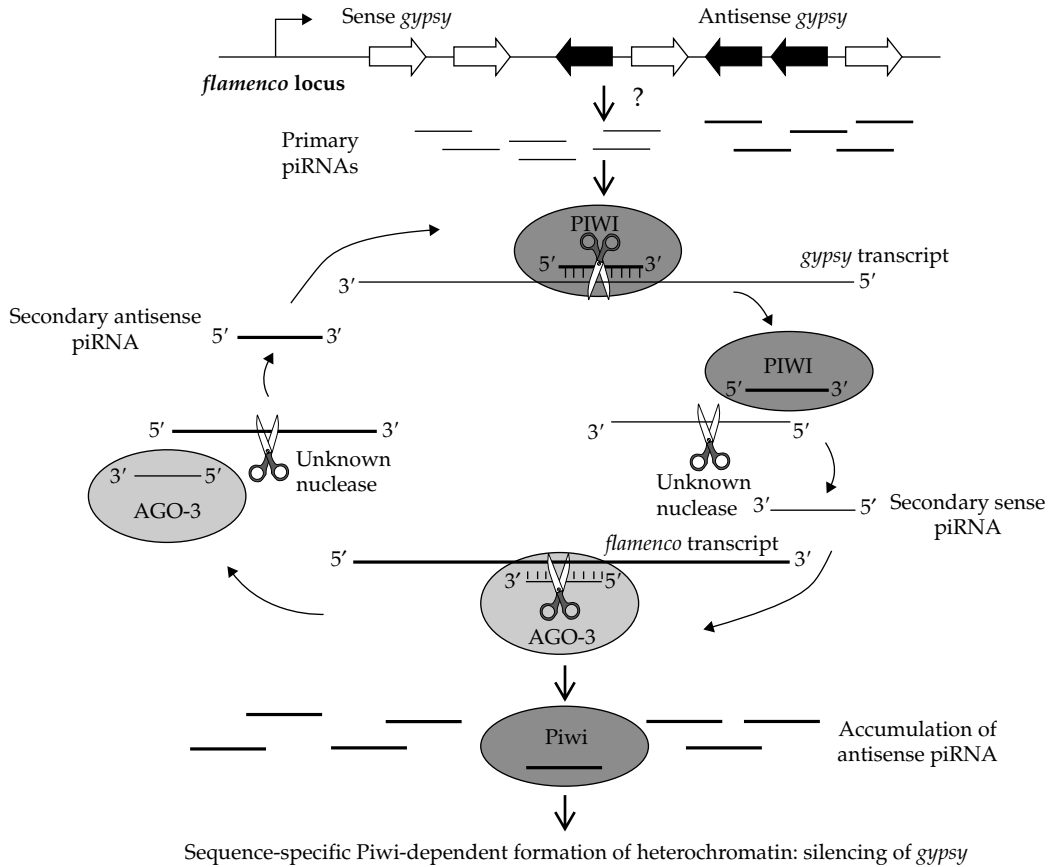 Sense gypsy
Antisense gypsy
flamenco locus
?
Primary
piRNAs
PIWI
5′ 3′
gypsy transcript
3′ 5′
Secondary antisense
piRNA
5′ 3′
PIWI
5′ 3′
5′ 3′
3′ 5′
Unknown
nuclease
3′ 5′
AGO-3
Unknown
nuclease
3′ 5′
Secondary sense
piRNA
flamenco transcript
5′ 3′
3′ 5′
AGO-3
Piwi
Accumulation of
antisense piRNA
Sequence-specific Piwi-dependent formation of heterochromatin: silencing of gypsy